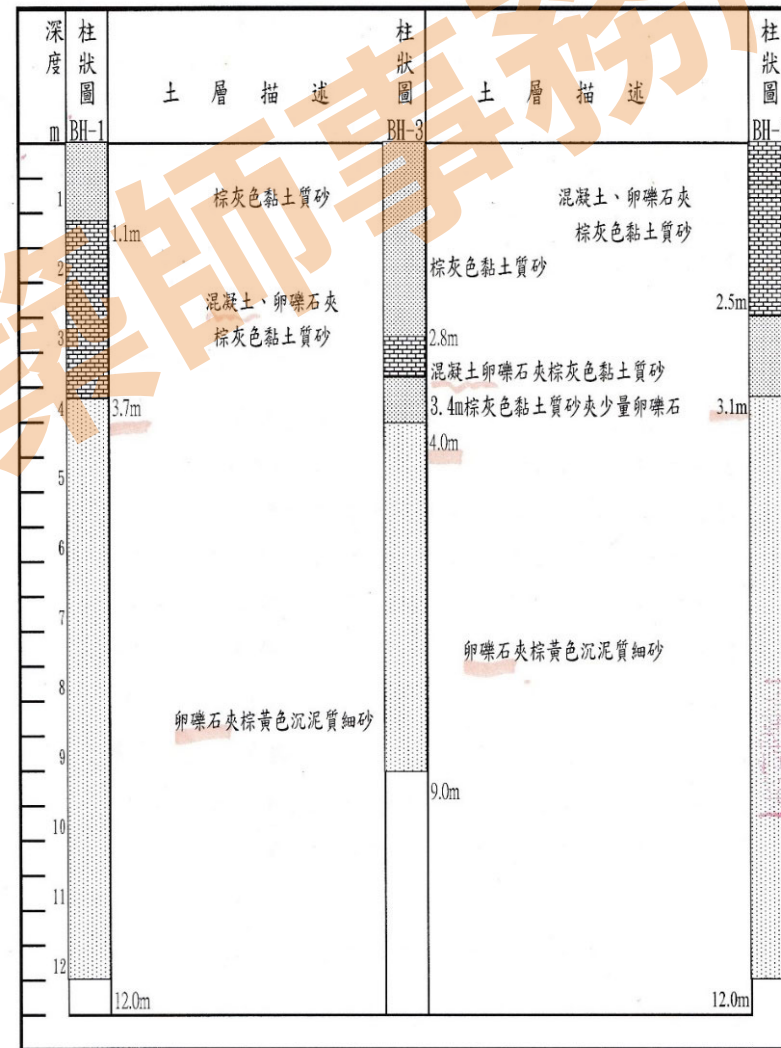 深度
m
柱狀圖
BH-1
土層描述
柱狀圖
BH-3
土層描述
柱狀圖
BH-
1
2
3
4
5
6
7
8
9
10
11
12
棕灰色黏土質砂
1.1m
混凝土、卵礫石夾
棕灰色黏土質砂
3.7m
卵礫石夾棕黃色沉泥質細砂
12.0m
棕灰色黏土質砂
2.8m
混凝土卵礫石夾棕灰色黏土質砂
3.4m棕灰色黏土質砂夾少量卵礫石
4.0m
9.0m
混凝土、卵礫石夾
棕灰色黏土質砂
2.5m
3.1m
卵礫石夾棕黃色沉泥質細砂
12.0m
築師事務